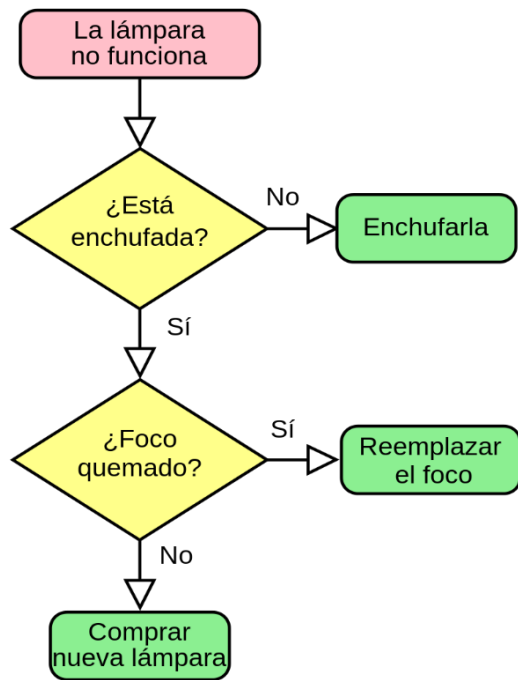 La lámpara
no funciona
¿Está
enchufada?
No
Enchufarla
Sí
¿Foco
quemado?
Sí
Reemplazar
el foco
No
Comprar
nueva lámpara